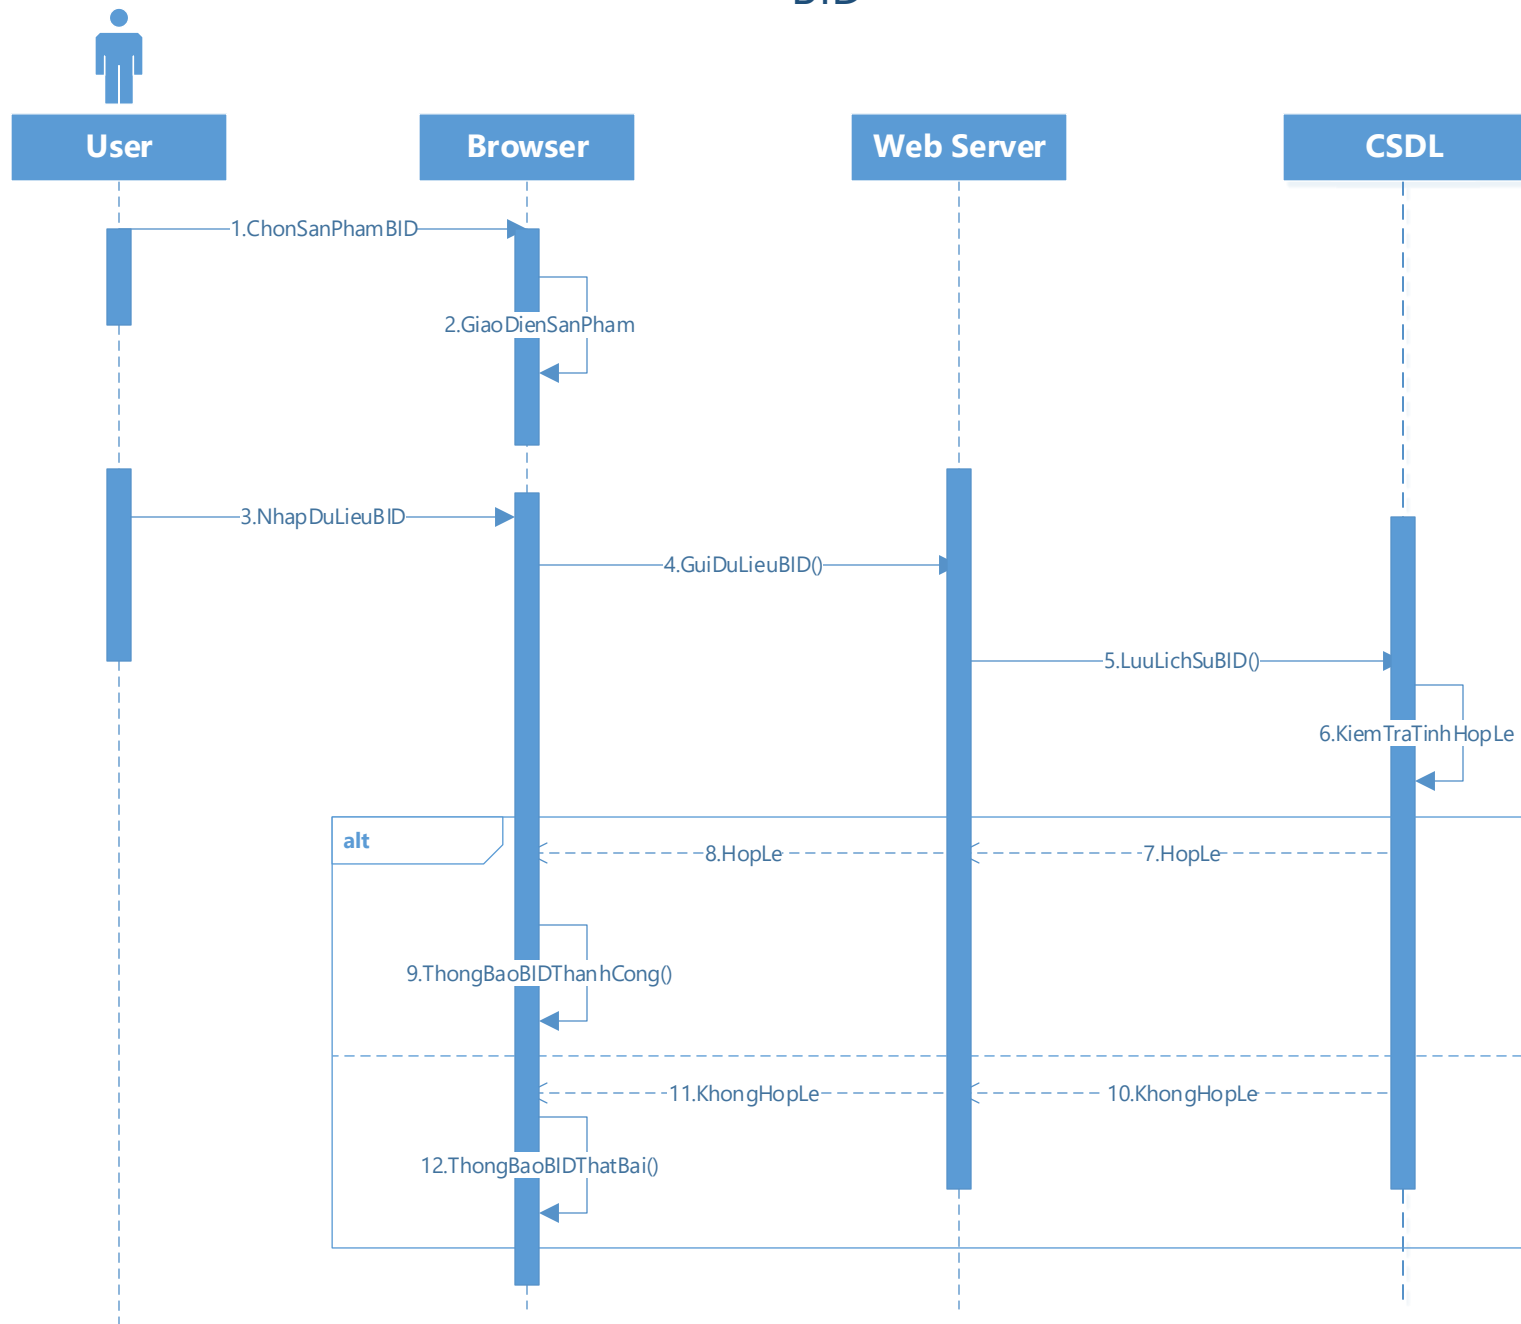 BID
User
Browser
Web Server
CSDL
1.ChonSanPhamBID
2.GiaoDienSanPham
3.NhapDuLieuBID
4.GuiDuLieuBID()
5.LuuLichSuBID()
6.KiemTraTinhHopLe
alt
8.HopLe
7.HopLe
9.ThongBaoBIDThanhCong()
11.KhongHopLe
10.KhongHopLe
12.ThongBaoBIDThatBai()